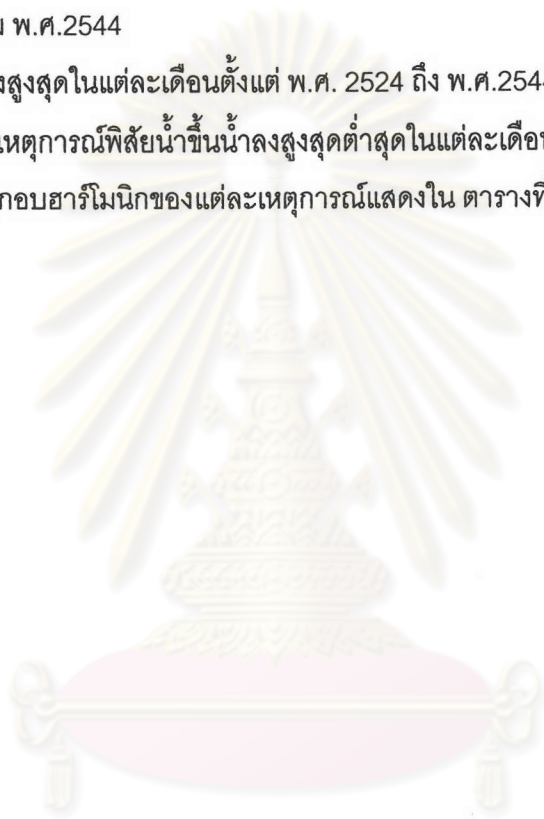 พ.ศ.2544
งสูงสุดในแต่ละเดือนตั้งแต่ พ.ศ. 2524 ถึง พ.ศ.254
เหตุการณ์พิสัยน้ำขึ้นน้ำลงสูงสุดต่ำสุดในแต่ละเดือน
กอบฮาร์โมนิกของแต่ละเหตุการณ์แสดงใน ตารางที่